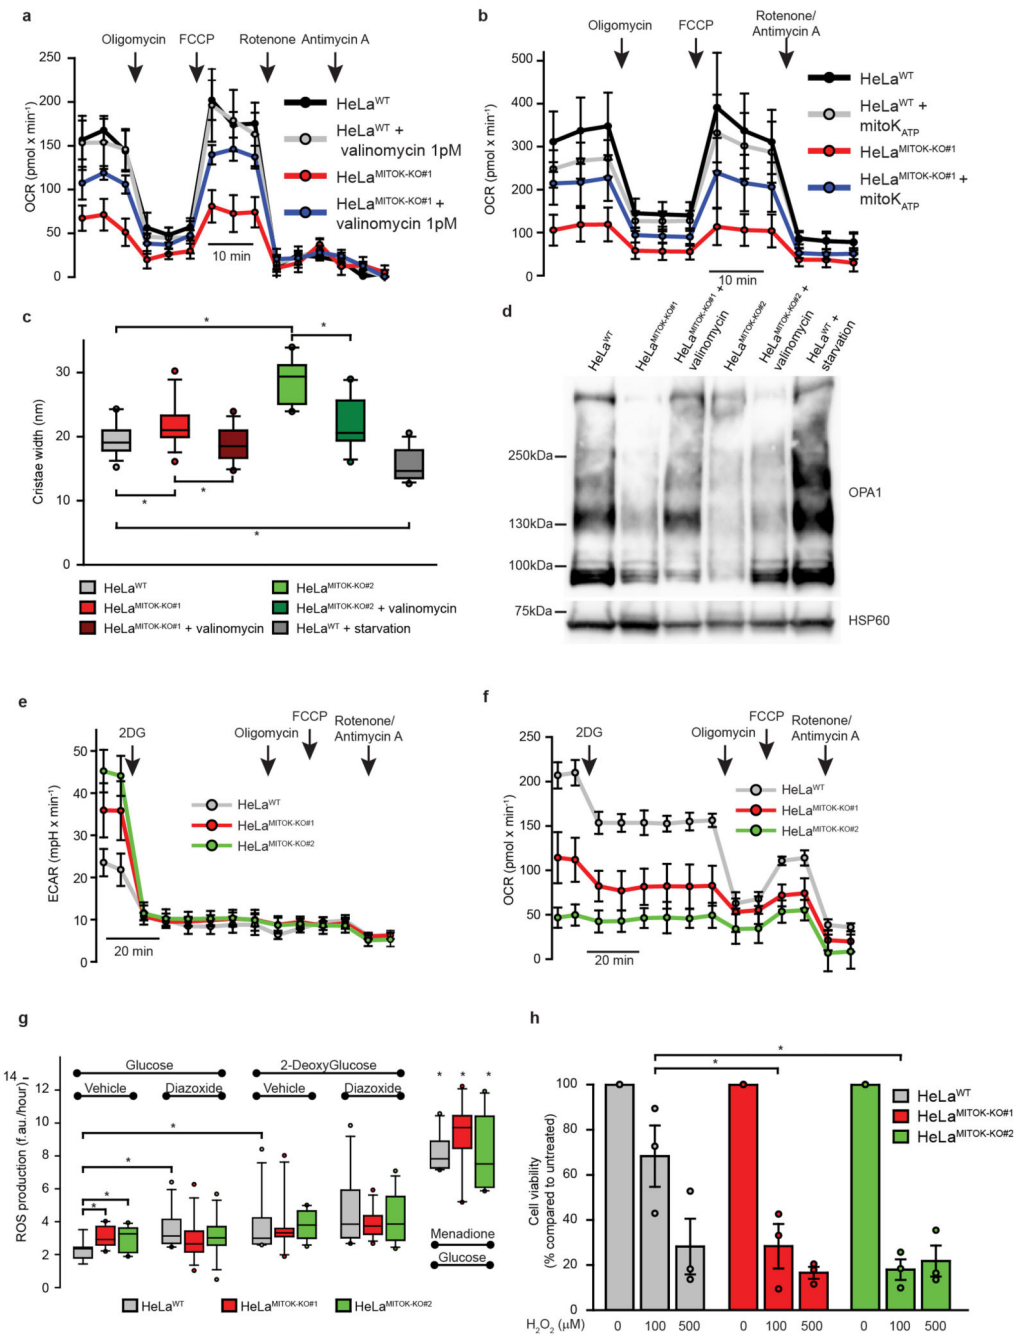 a
Oligomycin FCCP Rotenone Antimycin A
250
200
150
100
50
0
OCR (pmol x min⁻¹)
HeLaᵂᵀ
HeLaᵂᵀ +
valinomycin 1pM
HeLaᴹᴵᵀᴼᴷ⁻ᴷᴼ#¹
HeLaᴹᴵᵀᴼᴷ⁻ᴷᴼ#¹ +
valinomycin 1pM
10 min
b
Oligomycin FCCP Rotenone/
Antimycin A
500
400
300
200
100
0
OCR (pmol x min⁻¹)
HeLaᵂᵀ
HeLaᵂᵀ +
mitoK_ATP
HeLaᴹᴵᵀᴼᴷ⁻ᴷᴼ#¹
HeLaᴹᴵᵀᴼᴷ⁻ᴷᴼ#¹ +
mitoK_ATP
10 min
c
* *
30
20
10
0
Cristae width (nm)
* *
*
HeLaᵂᵀ
HeLaᴹᴵᵀᴼᴷ⁻ᴷᴼ#¹
HeLaᴹᴵᵀᴼᴷ⁻ᴷᴼ#¹ + valinomycin
HeLaᴹᴵᵀᴼᴷ⁻ᴷᴼ#²
HeLaᴹᴵᵀᴼᴷ⁻ᴷᴼ#² + valinomycin
HeLaᵂᵀ + starvation
d
HeLaᵂᵀ
HeLaᴹᴵᵀᴼᴷ⁻ᴷᴼ#¹
HeLaᴹᴵᵀᴼᴷ⁻ᴷᴼ#¹ +
valinomycin
HeLaᴹᴵᵀᴼᴷ⁻ᴷᴼ#²
HeLaᴹᴵᵀᴼᴷ⁻ᴷᴼ#² +
valinomycin
HeLaᵂᵀ +
starvation
250kDa
130kDa
100kDa
75kDa
OPA1
HSP60
e
2DG Oligomycin FCCP Rotenone/
Antimycin A
50
40
30
20
10
0
ECAR (mpH x min⁻¹)
HeLaᵂᵀ
HeLaᴹᴵᵀᴼᴷ⁻ᴷᴼ#¹
HeLaᴹᴵᵀᴼᴷ⁻ᴷᴼ#²
20 min
f
2DG Oligomycin FCCP Rotenone/
Antimycin A
250
200
150
100
50
0
OCR (pmol x min⁻¹)
HeLaᵂᵀ
HeLaᴹᴵᵀᴼᴷ⁻ᴷᴼ#¹
HeLaᴹᴵᵀᴼᴷ⁻ᴷᴼ#²
20 min
g
Glucose 2-DeoxyGlucose
Vehicle Diazoxide Vehicle Diazoxide
14
12
10
8
6
4
2
0
ROS production (f.au./hour)
* * *
*
*
*
*
Menadione
Glucose
HeLaᵂᵀ HeLaᴹᴵᵀᴼᴷ⁻ᴷᴼ#¹ HeLaᴹᴵᵀᴼᴷ⁻ᴷᴼ#²
h
*
*
100
80
60
40
20
0
Cell viability
(% compared to untreated)
HeLaᵂᵀ
HeLaᴹᴵᵀᴼᴷ⁻ᴷᴼ#¹
HeLaᴹᴵᵀᴼᴷ⁻ᴷᴼ#²
H₂O₂ (µM) 0 100 500 0 100 500 0 100 500